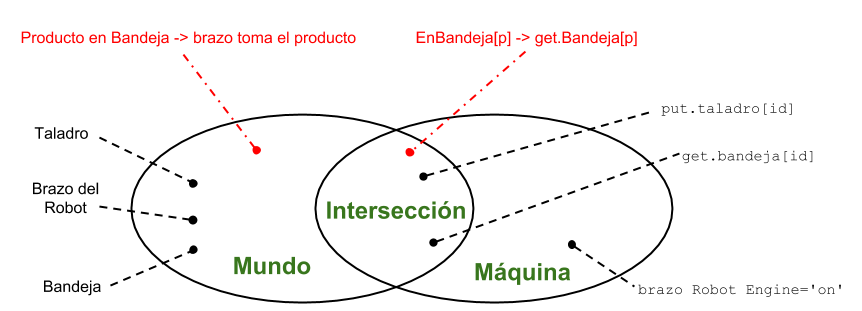 Producto en Bandeja -> brazo toma el producto
EnBandeja[p] -> get.Bandeja[p]
put.taladro[id]
Taladro
get.bandeja[id]
Brazo del
Robot
Intersección
Mundo
Máquina
Bandeja
brazo Robot Engine='on'